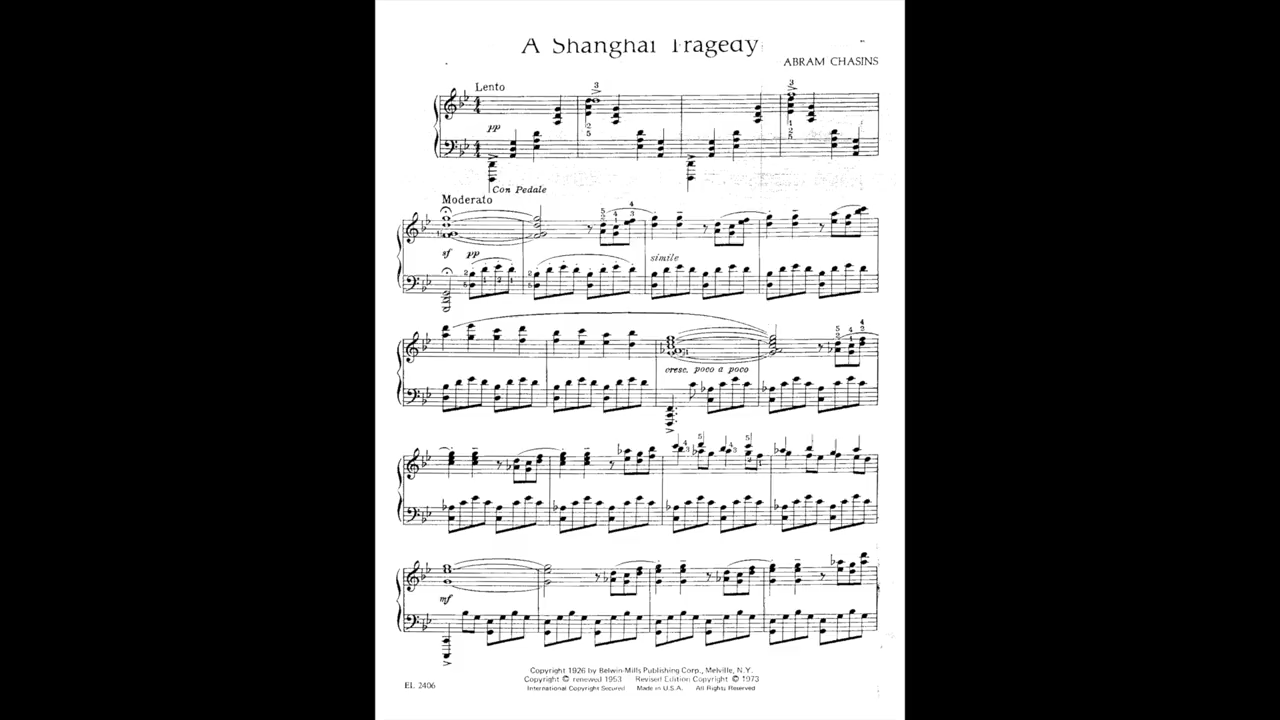 A Shanghai Tragedy
ABRAM CHASINS
Lento
pp
Con Pedale
Moderato
sf pp
simile
cresc. poco a poco
mf
Copyright 1926 by Belwin-Mills Publishing Corp., Melville, N.Y.
Copyright © renewed 1953 Revised Edition Copyright © 1973
EL 2406
International Copyright Secured Made in U.S.A. All Rights Reserved